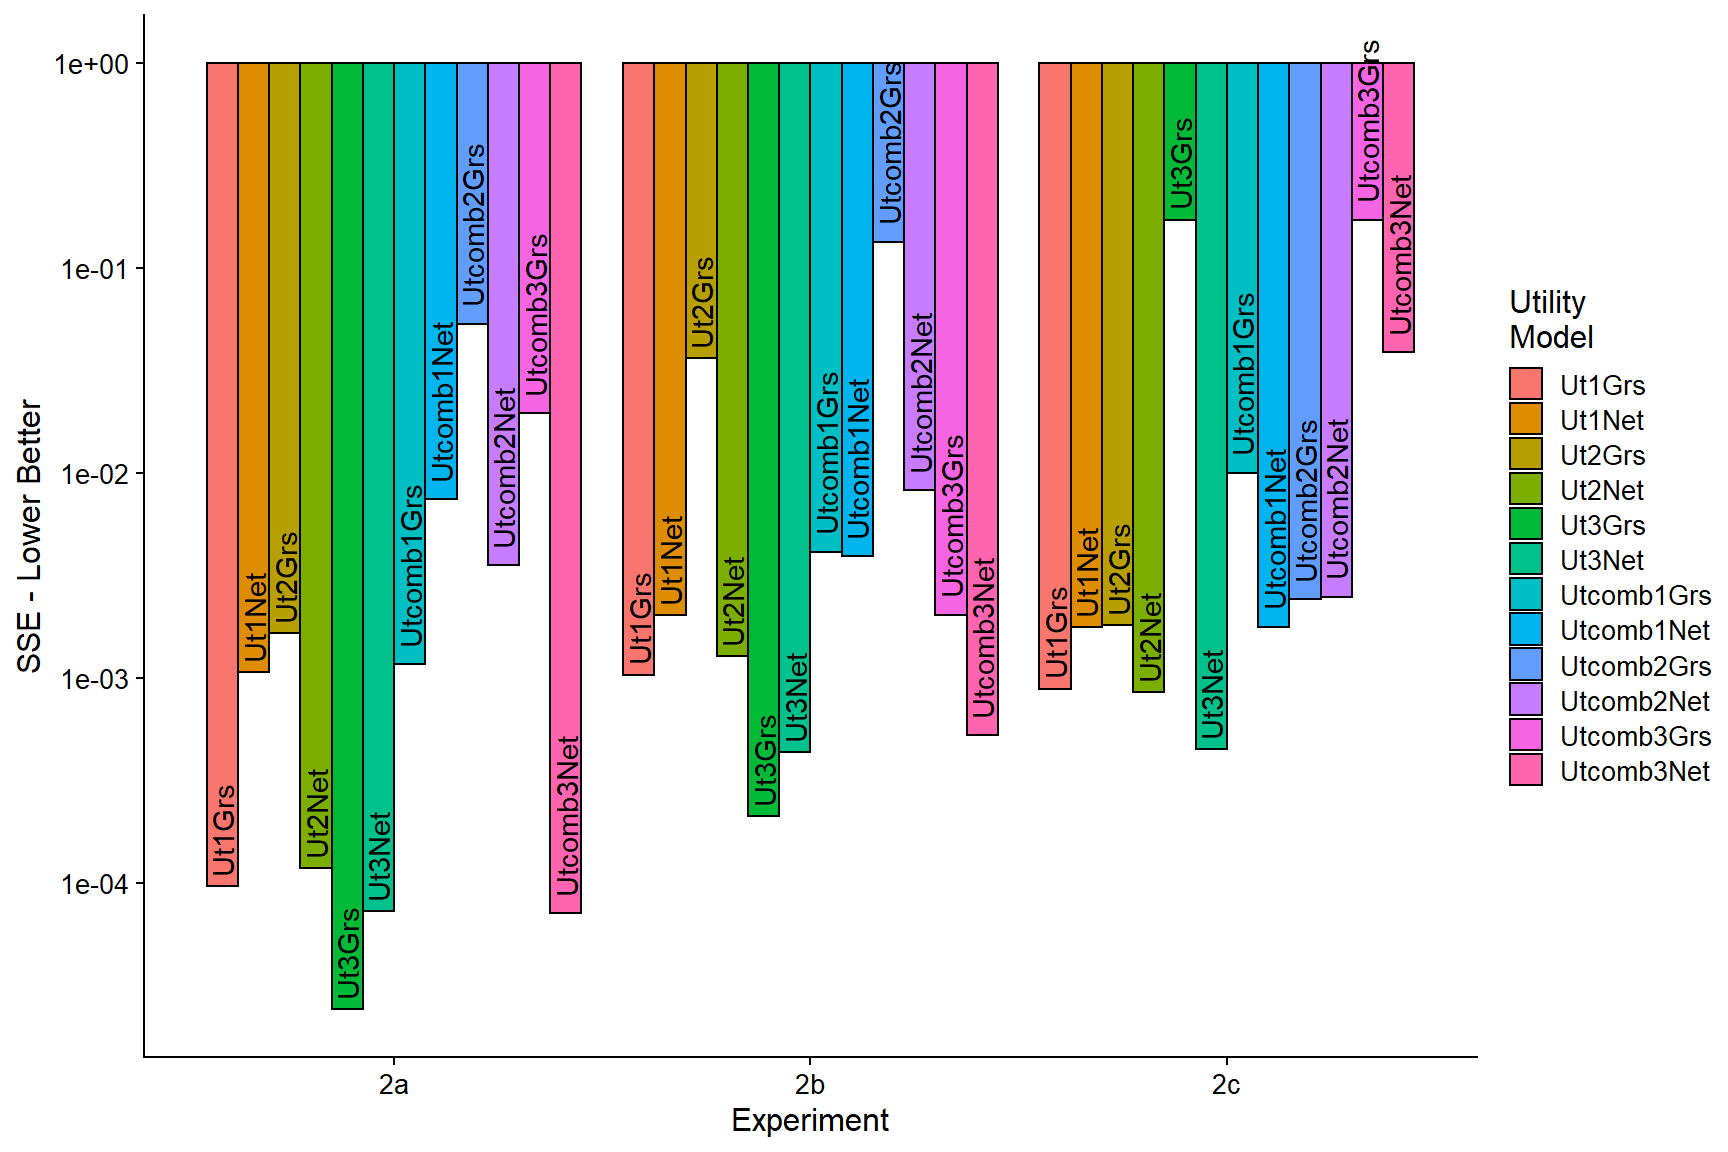 1e+00
1e-01
1e-02
1e-03
1e-04
SSE - Lower Better
Ut1Grs
Ut1Net
Ut2Grs
Ut2Net
Ut3Grs
Ut3Net
Utcomb1Grs
Utcomb1Net
Utcomb2Grs
Utcomb2Net
Utcomb3Grs
Utcomb3Net
Ut1Grs
Ut1Net
Ut2Grs
Ut2Net
Ut3Grs
Ut3Net
Utcomb1Grs
Utcomb1Net
Utcomb2Grs
Utcomb2Net
Utcomb3Grs
Utcomb3Net
Ut1Grs
Ut1Net
Ut2Grs
Ut2Net
Ut3Grs
Ut3Net
Utcomb1Grs
Utcomb1Net
Utcomb2Grs
Utcomb2Net
Utcomb3Grs
Utcomb3Net
2a
2b
2c
Experiment
Utility
Model
Ut1Grs
Ut1Net
Ut2Grs
Ut2Net
Ut3Grs
Ut3Net
Utcomb1Grs
Utcomb1Net
Utcomb2Grs
Utcomb2Net
Utcomb3Grs
Utcomb3Net